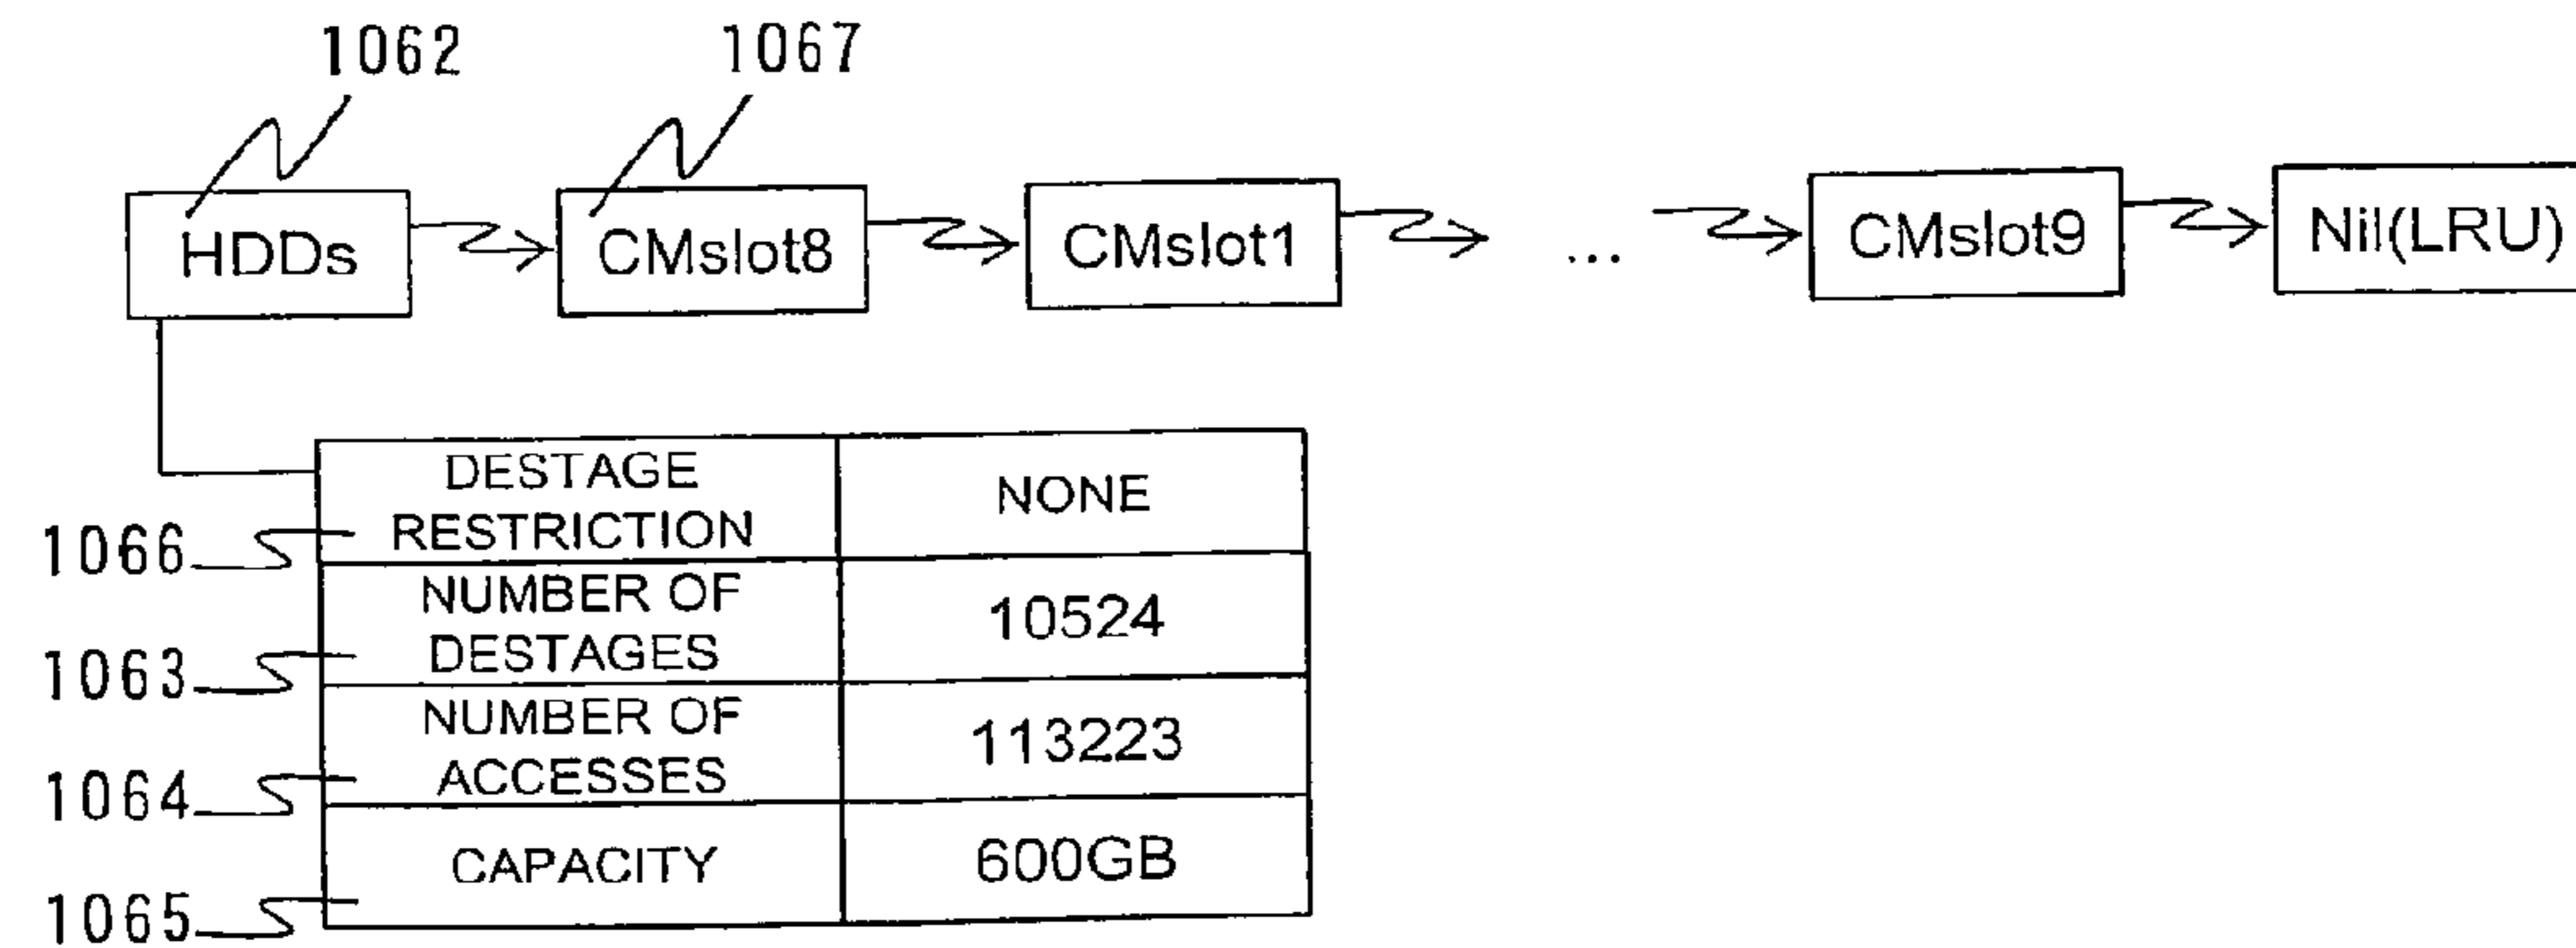 1062 1067
HDDs CMslot8 CMslot1 ... CMslot9 Nil(LRU)
DESTAGE
RESTRICTION NONE
1066
NUMBER OF
DESTAGES 10524
1063
NUMBER OF
ACCESSES 113223
1064
CAPACITY 600GB
1065